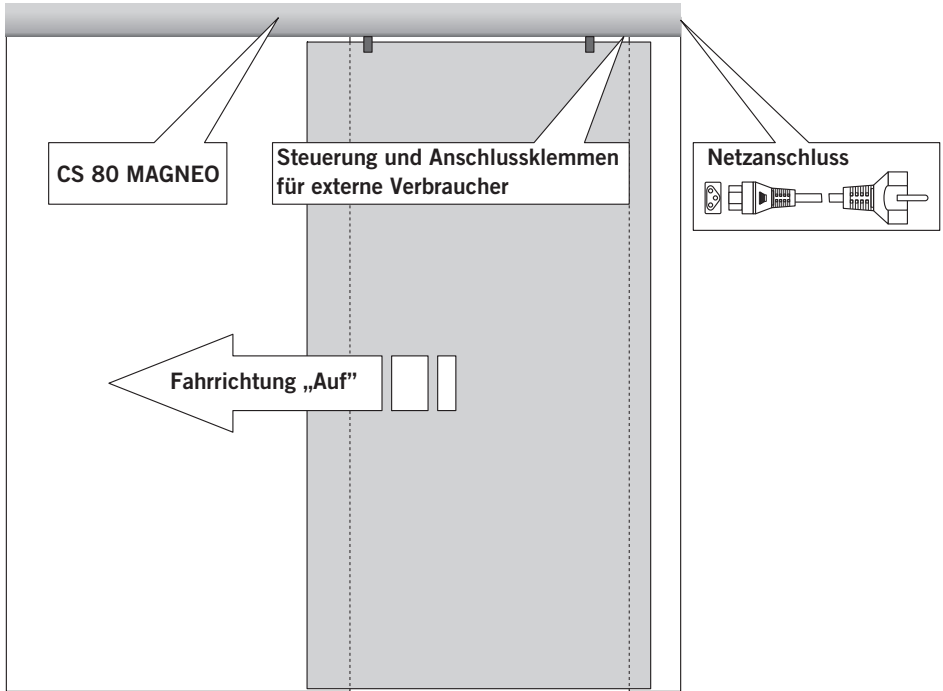 CS 80 MAGNEO
Steuerung und Anschlussklemmen
für externe Verbraucher
Netzanschluss
Fahrrichtung „Auf”